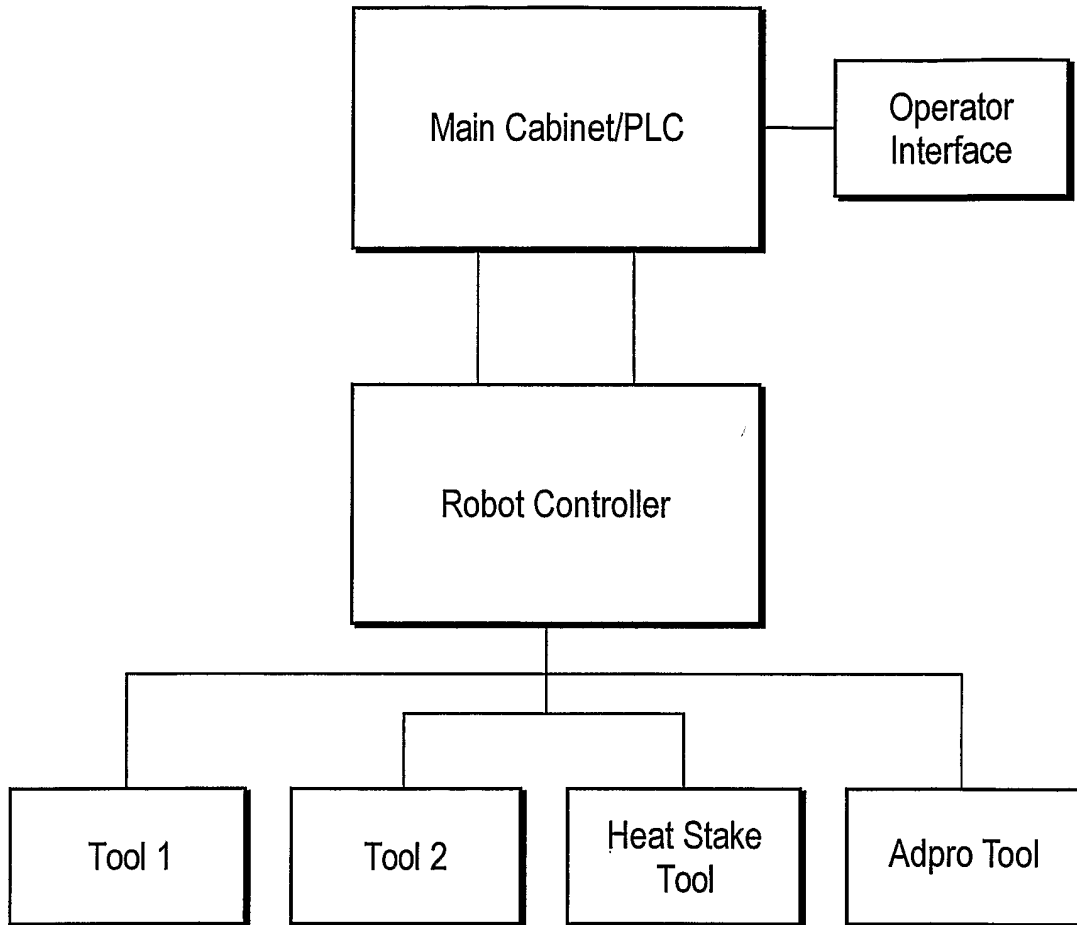 Main Cabinet/PLC
Operator
Interface
Robot Controller
Tool 1
Tool 2
Heat Stake
Tool
Adpro Tool